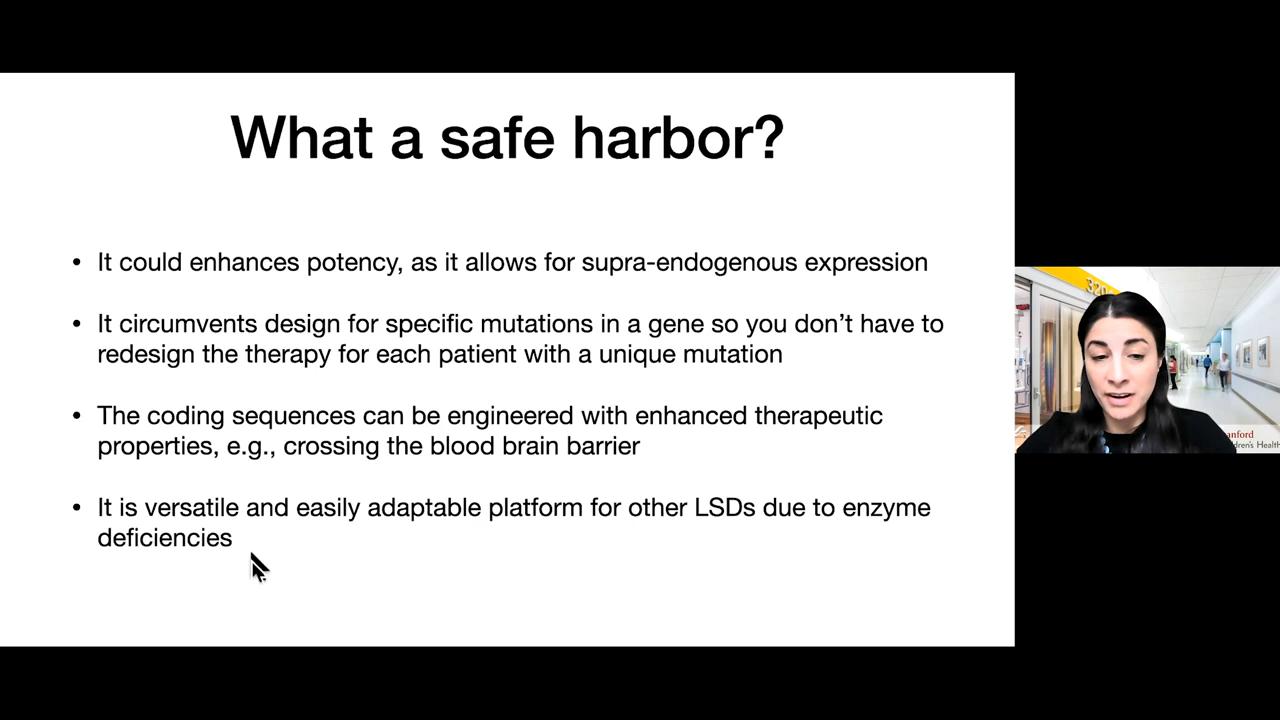 What a safe harbor?
• It could enhances potency, as it allows for supra-endogenous expression
• It circumvents design for specific mutations in a gene so you don’t have to
redesign the therapy for each patient with a unique mutation
• The coding sequences can be engineered with enhanced therapeutic
properties, e.g., crossing the blood brain barrier
• It is versatile and easily adaptable platform for other LSDs due to enzyme
deficiencies